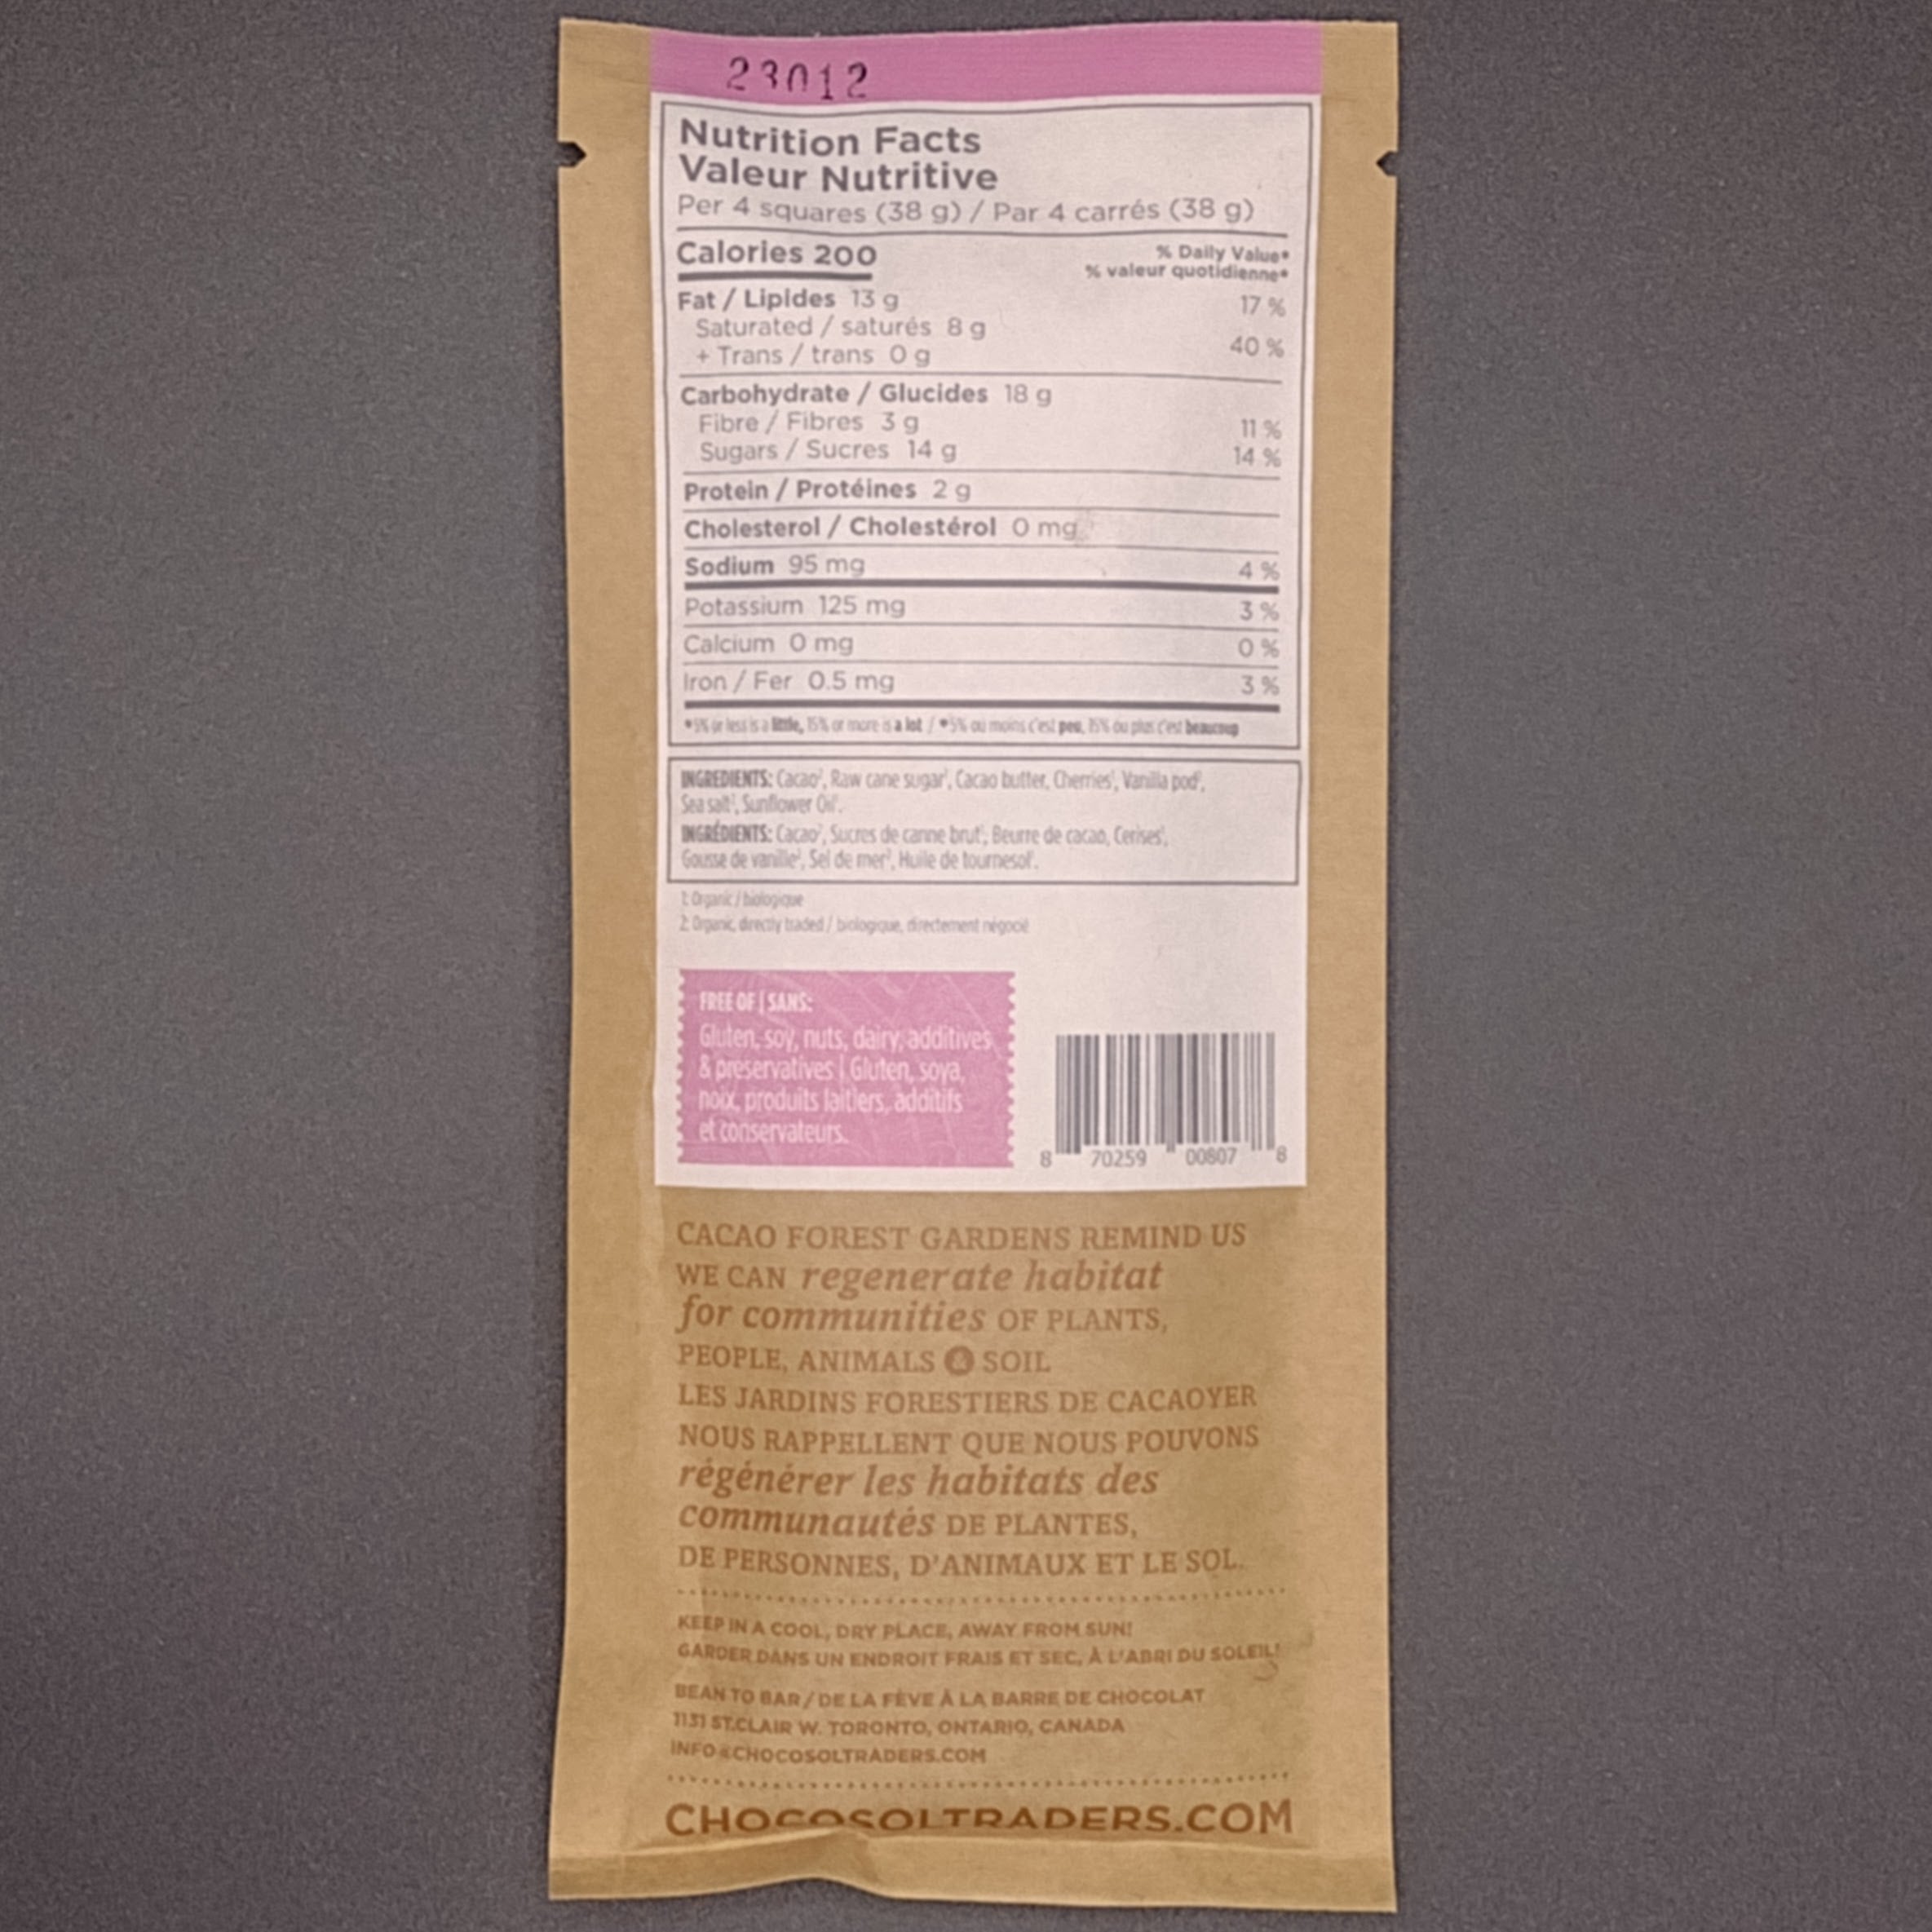 23012
Nutrition Facts
Valeur Nutritive
Per 4 squares (38 g) / Par 4 carrés (38 g)
Calories 200
% Daily Value*
% valeur quotidienne*
Fat / Lipides 13 g 17 %
Saturated / saturés 8 g
+ Trans / trans 0 g 40 %
Carbohydrate / Glucides 18 g
Fibre / Fibres 3 g 11 %
Sugars / Sucres 14 g 14 %
Protein / Protéines 2 g
Cholesterol / Cholestérol 0 mg
Sodium 95 mg 4 %
Potassium 125 mg 3 %
Calcium 0 mg 0 %
Iron / Fer 0.5 mg 3 %
*5% or less is a little, 15% or more is a lot / *5% ou moins c'est peu, 15% ou plus c'est beaucoup
INGREDIENTS: Cacao², Raw cane sugar¹, Cacao butter, Cherries¹, Vanilla pod²,
Sea salt², Sunflower Oil¹.
INGRÉDIENTS: Cacao², Sucres de canne brut¹, Beurre de cacao, Cerises¹,
Gousse de vanille², Sel de mer², Huile de tournesol¹.
1: Organic / biologique
2: Organic, directly traded / biologique, directement négocié
FREE OF | SANS:
Gluten, soy, nuts, dairy, additives
& preservatives | Gluten, soya,
noix, produits laitiers, additifs
et conservateurs.
8 70259 00807 8
CACAO FOREST GARDENS REMIND US
WE CAN regenerate habitat
for communities OF PLANTS,
PEOPLE, ANIMALS & SOIL
LES JARDINS FORESTIERS DE CACAOYER
NOUS RAPPELLENT QUE NOUS POUVONS
régénérer les habitats des
communautés DE PLANTES,
DE PERSONNES, D'ANIMAUX ET LE SOL.
KEEP IN A COOL, DRY PLACE, AWAY FROM SUN!
GARDER DANS UN ENDROIT FRAIS ET SEC, À L'ABRI DU SOLEIL!
BEAN TO BAR / DE LA FÈVE À LA BARRE DE CHOCOLAT
1131 ST.CLAIR W. TORONTO, ONTARIO, CANADA
INFO@CHOCOSOLTRADERS.COM
CHOCOSOLTRADERS.COM